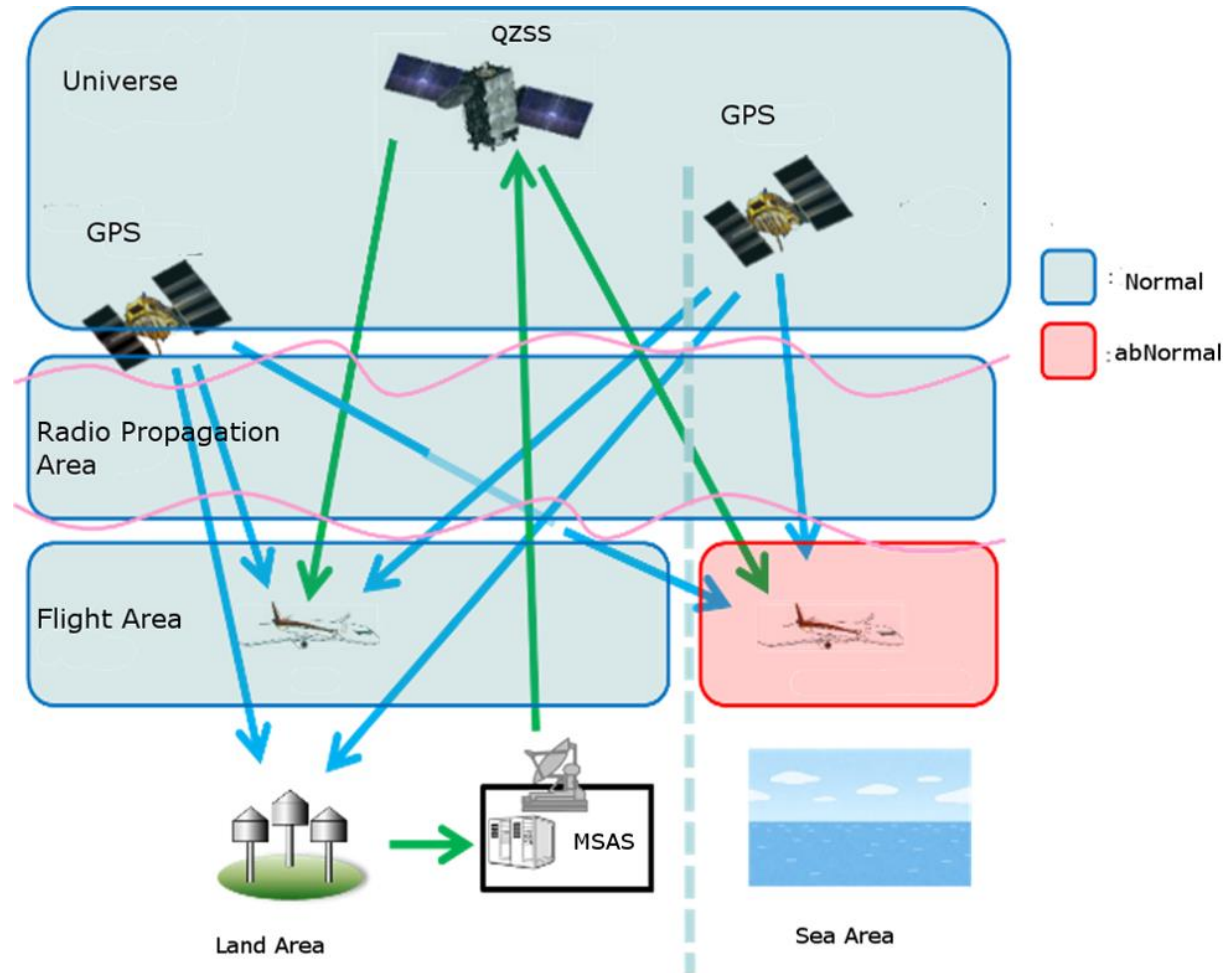 QZSS
Universe
GPS
GPS
: Normal
: abNormal
Radio Propagation
Area
Flight Area
MSAS
Land Area
Sea Area